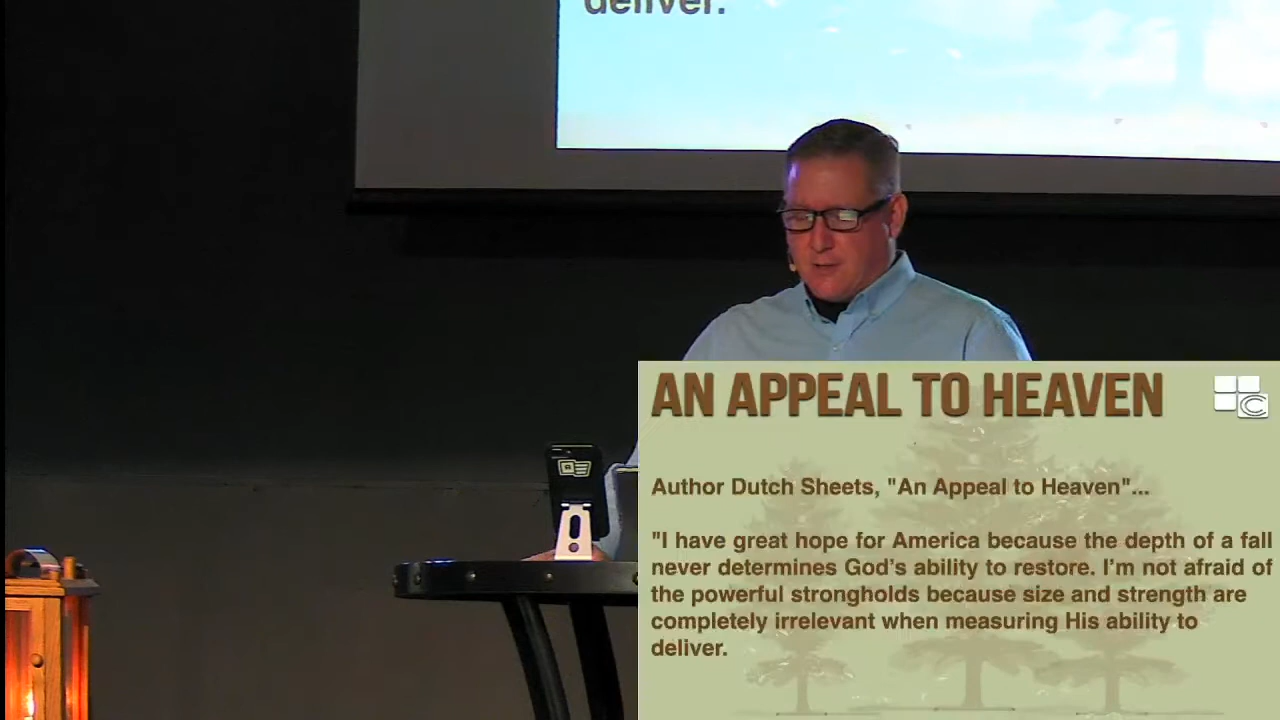 deliver.
AN APPEAL TO HEAVEN
C
Author Dutch Sheets, "An Appeal to Heaven"...
"I have great hope for America because the depth of a fall
never determines God’s ability to restore. I’m not afraid of
the powerful strongholds because size and strength are
completely irrelevant when measuring His ability to
deliver.